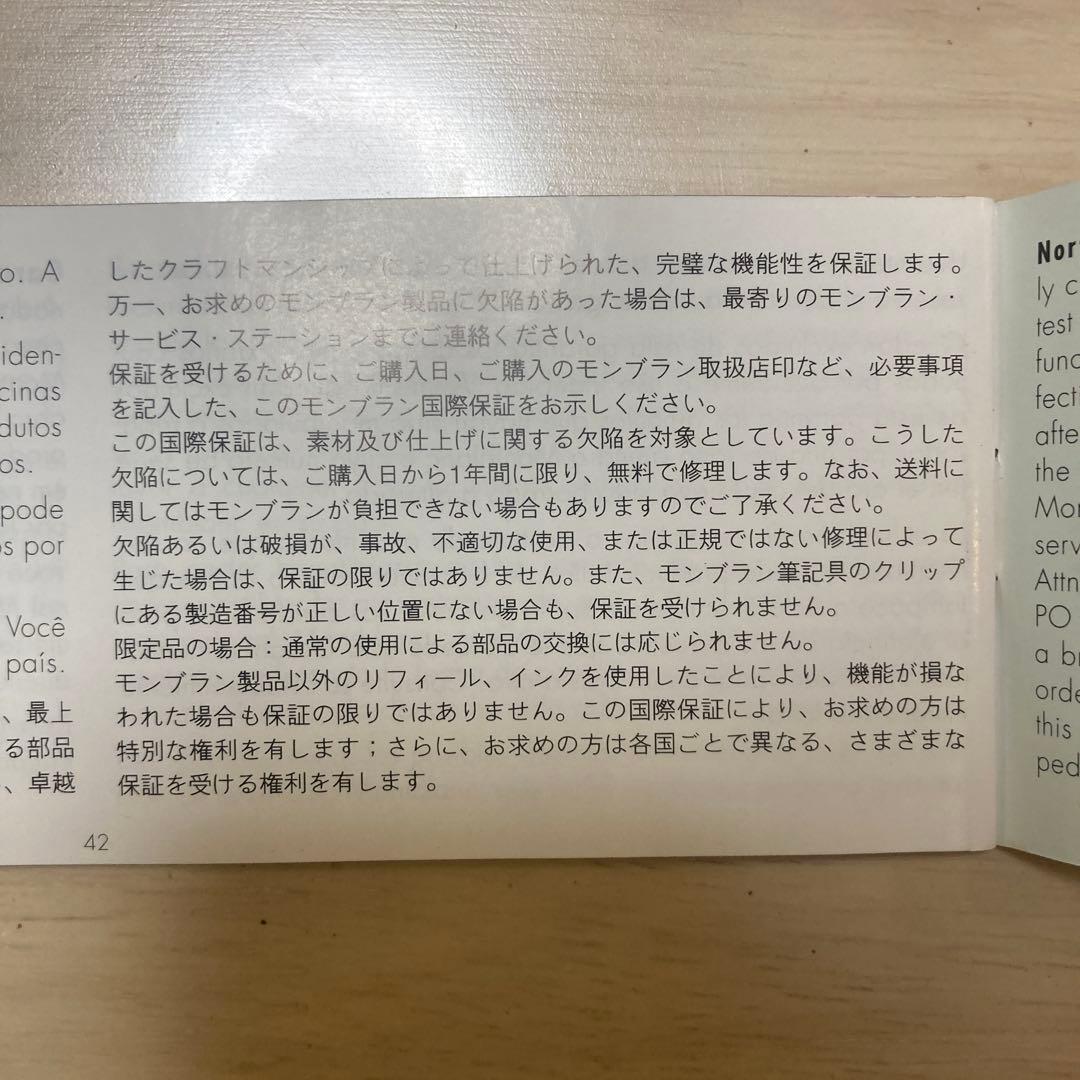 o. A
iden-
cinas
dutos
os.
pode
os por
Você
país.
、最上
る部品
、卓越
したクラフトマンシップによって仕上げられた、完璧な機能性を保証します。
万一、お求めのモンブラン製品に欠陥があった場合は、最寄りのモンブラン・
サービス・ステーションまでご連絡ください。
保証を受けるために、ご購入日、ご購入のモンブラン取扱店印など、必要事項
を記入した、このモンブラン国際保証をお示しください。
この国際保証は、素材及び仕上げに関する欠陥を対象としています。こうした
欠陥については、ご購入日から1年間に限り、無料で修理します。なお、送料に
関してはモンブランが負担できない場合もありますのでご了承ください。
欠陥あるいは破損が、事故、不適切な使用、または正規ではない修理によって
生じた場合は、保証の限りではありません。また、モンブラン筆記具のクリップ
にある製造番号が正しい位置にない場合も、保証を受けられません。
限定品の場合：通常の使用による部品の交換には応じられません。
モンブラン製品以外のリフィール、インクを使用したことにより、機能が損な
われた場合も保証の限りではありません。この国際保証により、お求めの方は
特別な権利を有します；さらに、お求めの方は各国ごとで異なる、さまざまな
保証を受ける権利を有します。
42
Nor
ly c
test
func
fect
afte
the
Mor
serv
Attn
PO
a br
orde
this
ped